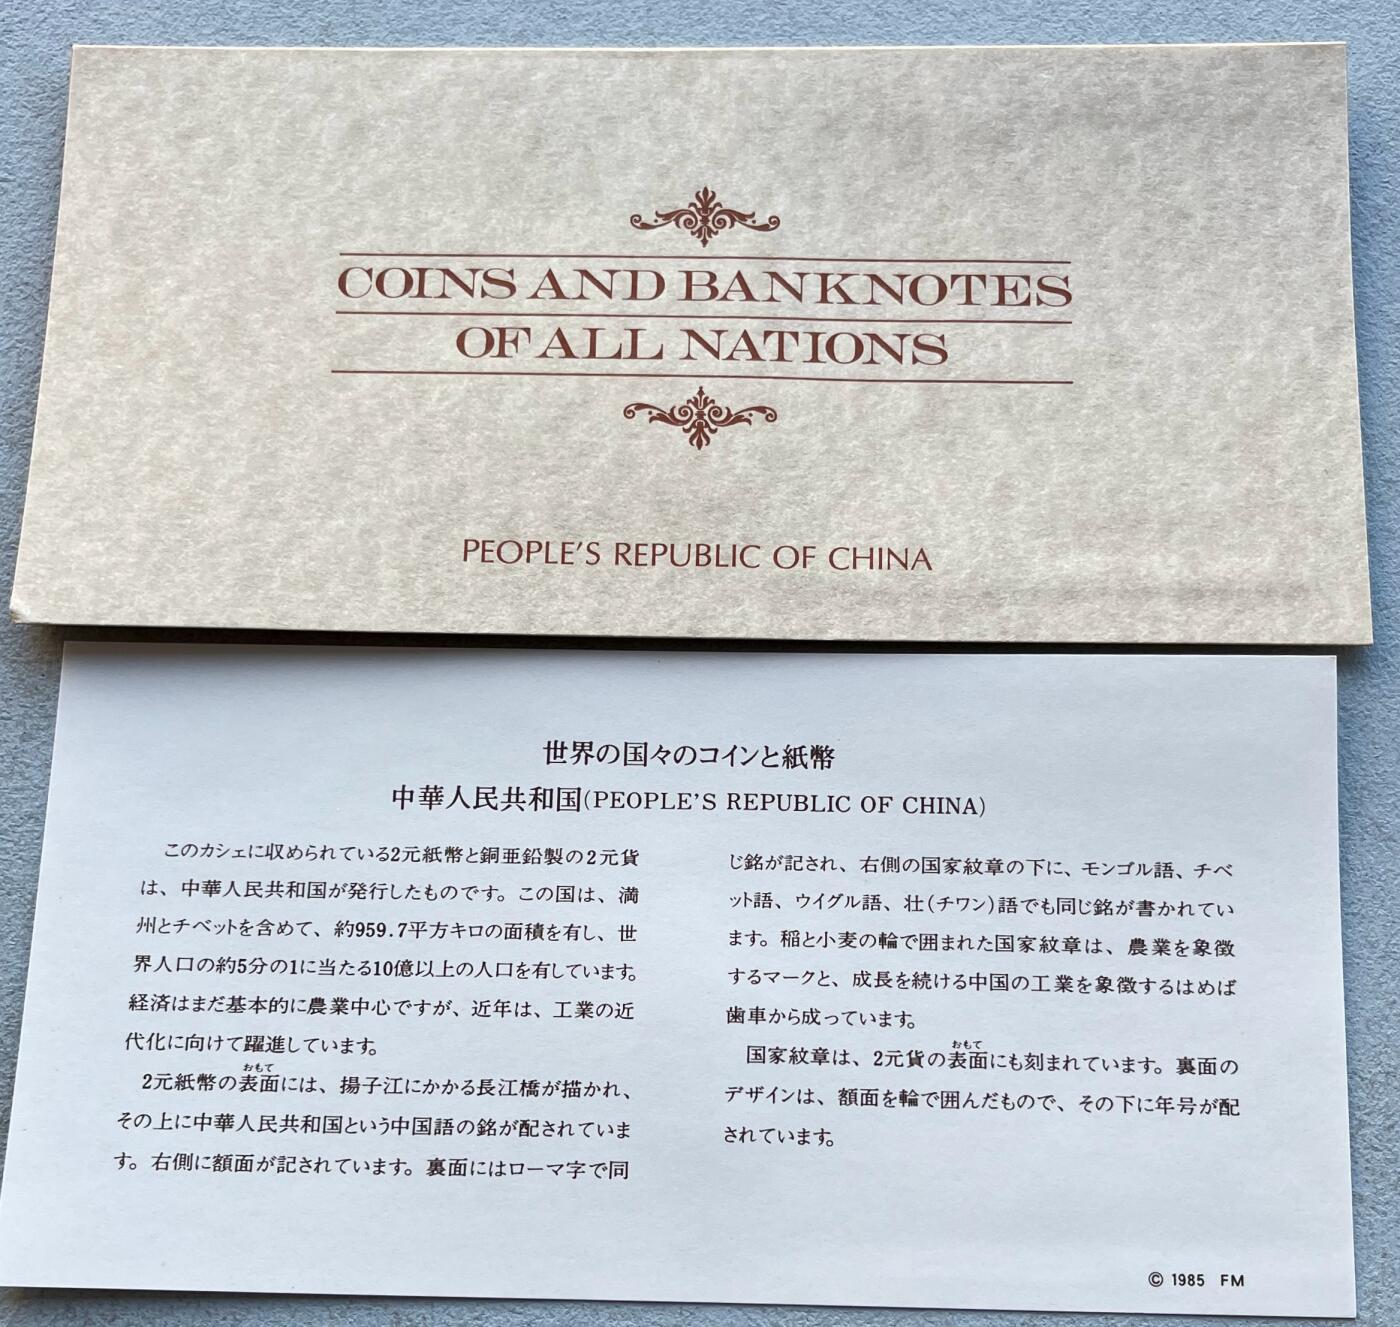 COINS AND BANKNOTES
OF ALL NATIONS
PEOPLE'S REPUBLIC OF CHINA
世界の国々のコインと紙幣
中華人民共和国(PEOPLE'S REPUBLIC OF CHINA)
このカシェに収められている2元紙幣と銅亜鉛製の2元貨
は、中華人民共和国が発行したものです。この国は、満
州とチベットを含めて、約959.7平方キロの面積を有し、世
界人口の約5分の1に当たる10億以上の人口を有しています。
経済はまだ基本的に農業中心ですが、近年は、工業の近
代化に向けて躍進しています。
おもて
2元紙幣の表面には、揚子江にかかる長江橋が描かれ、
その上に中華人民共和国という中国語の銘が配されていま
す。右側に額面が記されています。裏面にはローマ字で同
じ銘が記され、右側の国家紋章の下に、モンゴル語、チベ
ット語、ウイグル語、壮(チワン)語でも同じ銘が書かれてい
ます。稲と小麦の輪で囲まれた国家紋章は、農業を象徴
するマークと、成長を続ける中国の工業を象徴するはめば
歯車から成っています。
おもて
国家紋章は、2元貨の表面にも刻まれています。裏面の
デザインは、額面を輪で囲んだもので、その下に年号が配
されています。
© 1985 FM